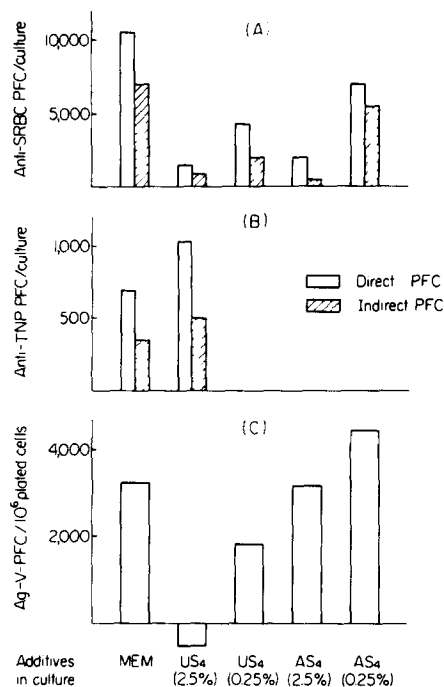 (A)
Anti-SRBC PFC/culture
10,000
5,000
(B)
Anti-TNP PFC/culture
1,000
500
Direct PFC
Indirect PFC
(C)
Ag-V-PFC/10⁶ plated cells
4,000
2,000
Additives in culture
MEM
US₄ (2.5%)
US₄ (0.25%)
AS₄ (2.5%)
AS₄ (0.25%)